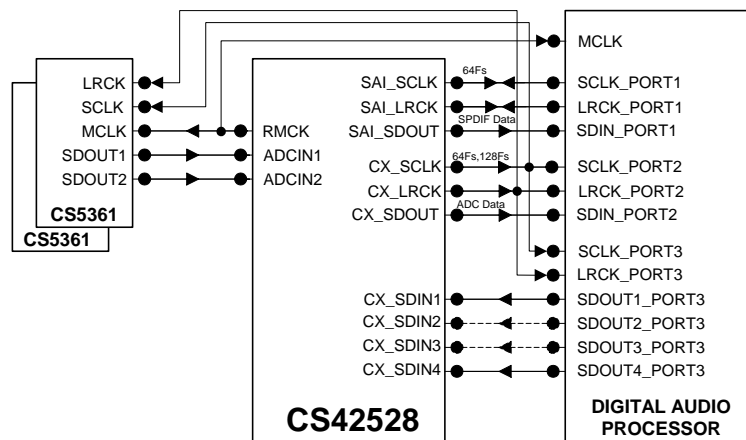 LRCK
SCLK
MCLK
SDOUT1
SDOUT2
CS5361
CS5361
RMCK
ADCIN1
ADCIN2
SAI_SCLK
SAI_LRCK
SAI_SDOUT
CX_SCLK
CX_LRCK
CX_SDOUT
CX_SDIN1
CX_SDIN2
CX_SDIN3
CX_SDIN4
CS42528
64Fs
SPDIF Data
64Fs,128Fs
ADC Data
MCLK
SCLK_PORT1
LRCK_PORT1
SDIN_PORT1
SCLK_PORT2
LRCK_PORT2
SDIN_PORT2
SCLK_PORT3
LRCK_PORT3
SDOUT1_PORT3
SDOUT2_PORT3
SDOUT3_PORT3
SDOUT4_PORT3
DIGITAL AUDIO
PROCESSOR